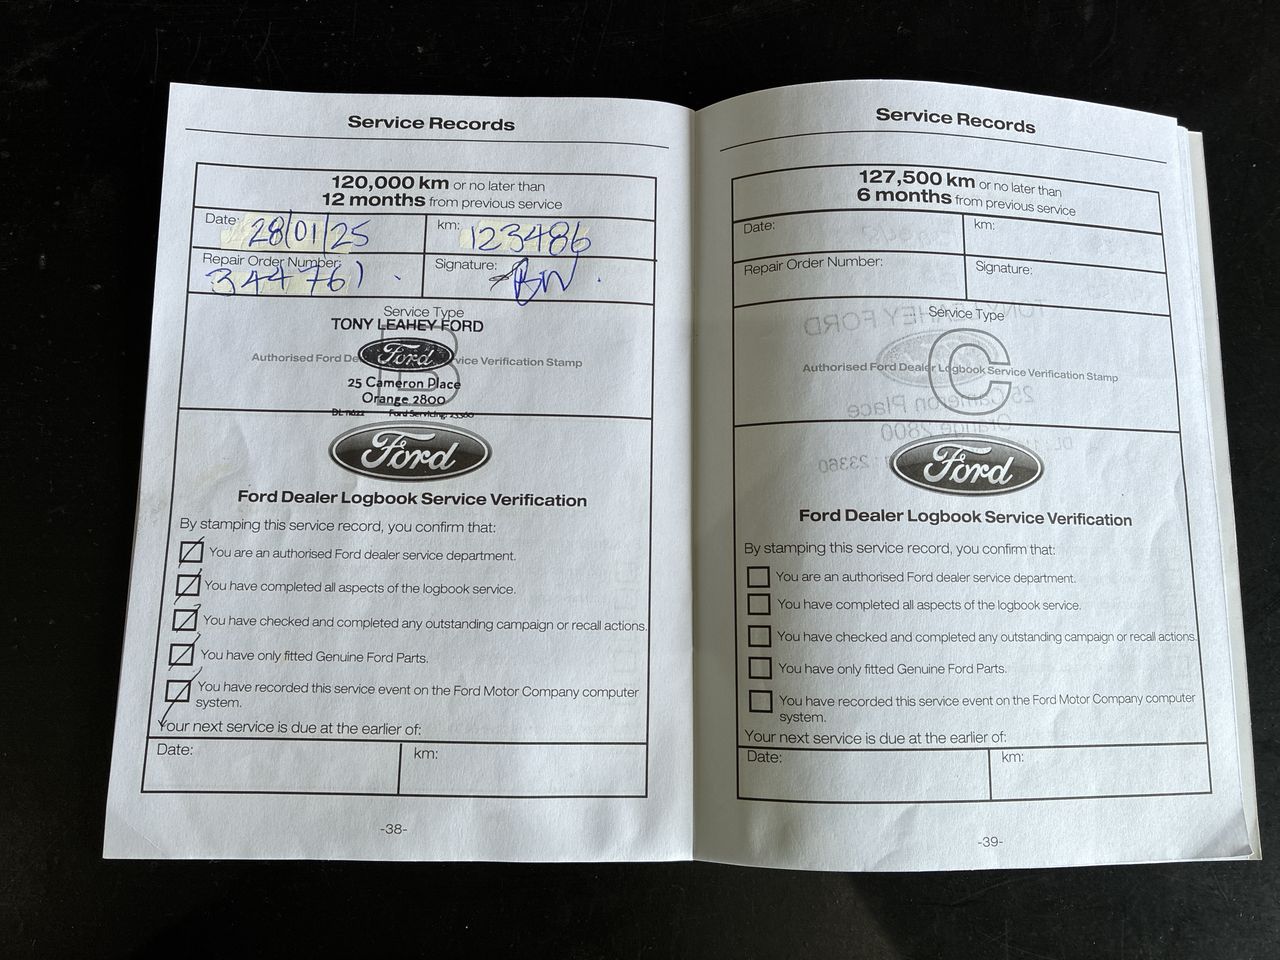 Service Records
120,000 km or no later than
12 months from previous service
Date: 28/01/25
km: 123486
Repair Order Number: 344761
Signature: BW
Service Type
TONY LEAHEY FORD
B
Authorised Ford De vice Verification Stamp
Ford
25 Cameron Place
Orange 2800
DL Ford Servicing: 23360
Ford
Ford Dealer Logbook Service Verification
By stamping this service record, you confirm that:
You are an authorised Ford dealer service department.
You have completed all aspects of the logbook service.
You have checked and completed any outstanding campaign or recall actions.
You have only fitted Genuine Ford Parts.
You have recorded this service event on the Ford Motor Company computer
system.
Your next service is due at the earlier of:
Date:
km:
-38-
Service Records
127,500 km or no later than
6 months from previous service
Date:
km:
Repair Order Number:
Signature:
Service Type
C
Authorised Ford Dealer Logbook Service Verification Stamp
Ford
Ford Dealer Logbook Service Verification
By stamping this service record, you confirm that:
You are an authorised Ford dealer service department.
You have completed all aspects of the logbook service.
You have checked and completed any outstanding campaign or recall actions.
You have only fitted Genuine Ford Parts.
You have recorded this service event on the Ford Motor Company computer
system.
Your next service is due at the earlier of:
Date:
km:
-39-